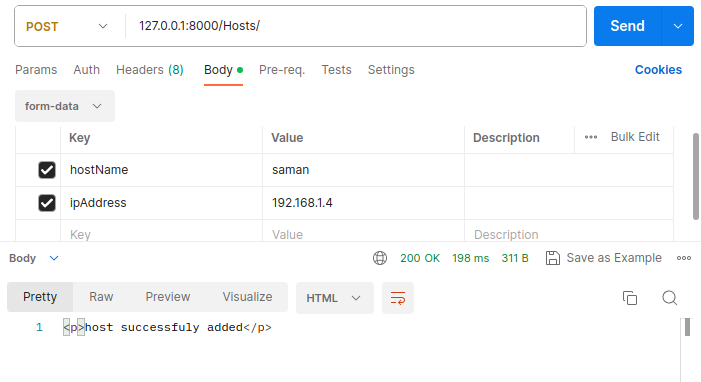 POST 127.0.0.1:8000/Hosts/ Send
Params Auth Headers (8) Body Pre-req. Tests Settings Cookies
form-data
Key Value Description Bulk Edit
hostName saman
ipAddress 192.168.1.4
Key Value Description
Body 200 OK 198 ms 311 B Save as Example
Pretty Raw Preview Visualize HTML
1 <p>host successfuly added</p>